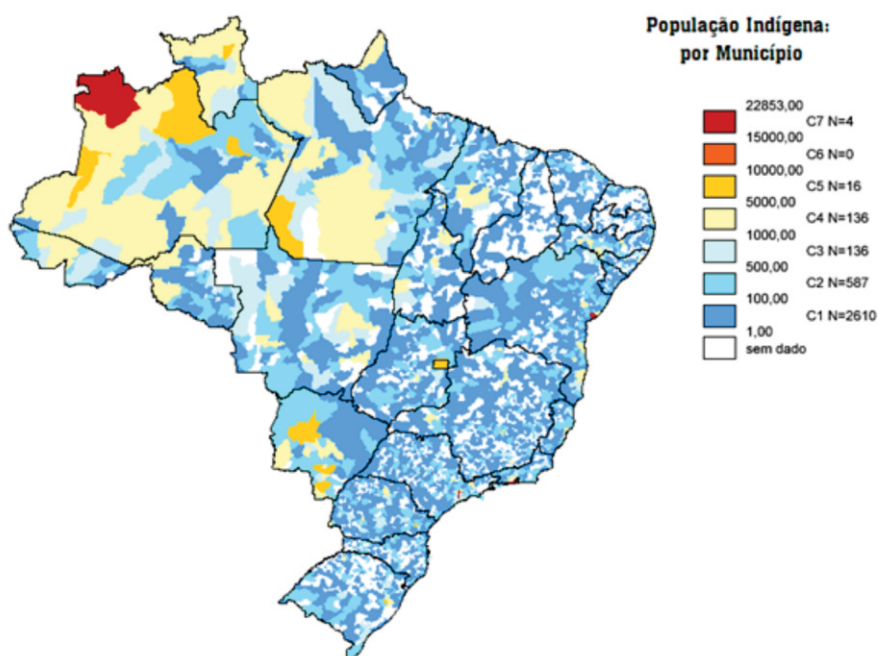 População Indígena:
por Município
22853,00
C7 N=4
15000,00
C6 N=0
10000,00
C5 N=16
5000,00
C4 N=136
1000,00
C3 N=136
500,00
C2 N=587
100,00
C1 N=2610
1,00
sem dado